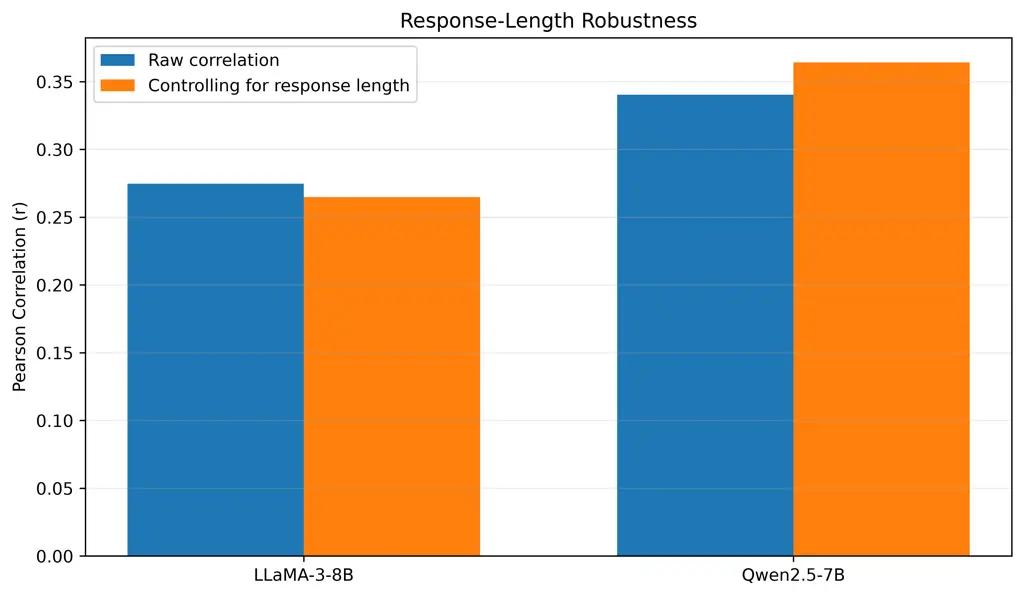 Response-Length Robustness
Raw correlation
Controlling for response length
Pearson Correlation (r)
0.35
0.30
0.25
0.20
0.15
0.10
0.05
0.00
LLaMA-3-8B
Qwen2.5-7B